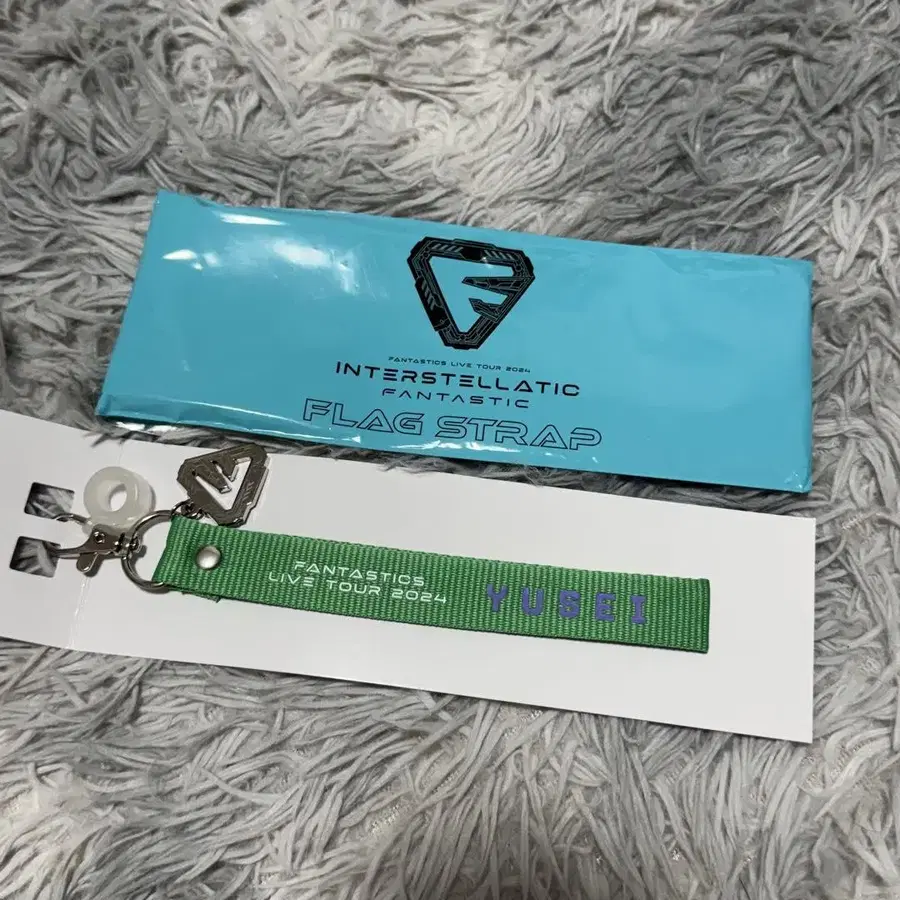 FANTASTICS LIVE TOUR 2024
INTERSTELLATIC
FANTASTIC
FLAG STRAP
FANTASTICS
LIVE TOUR 2024
YUSEI